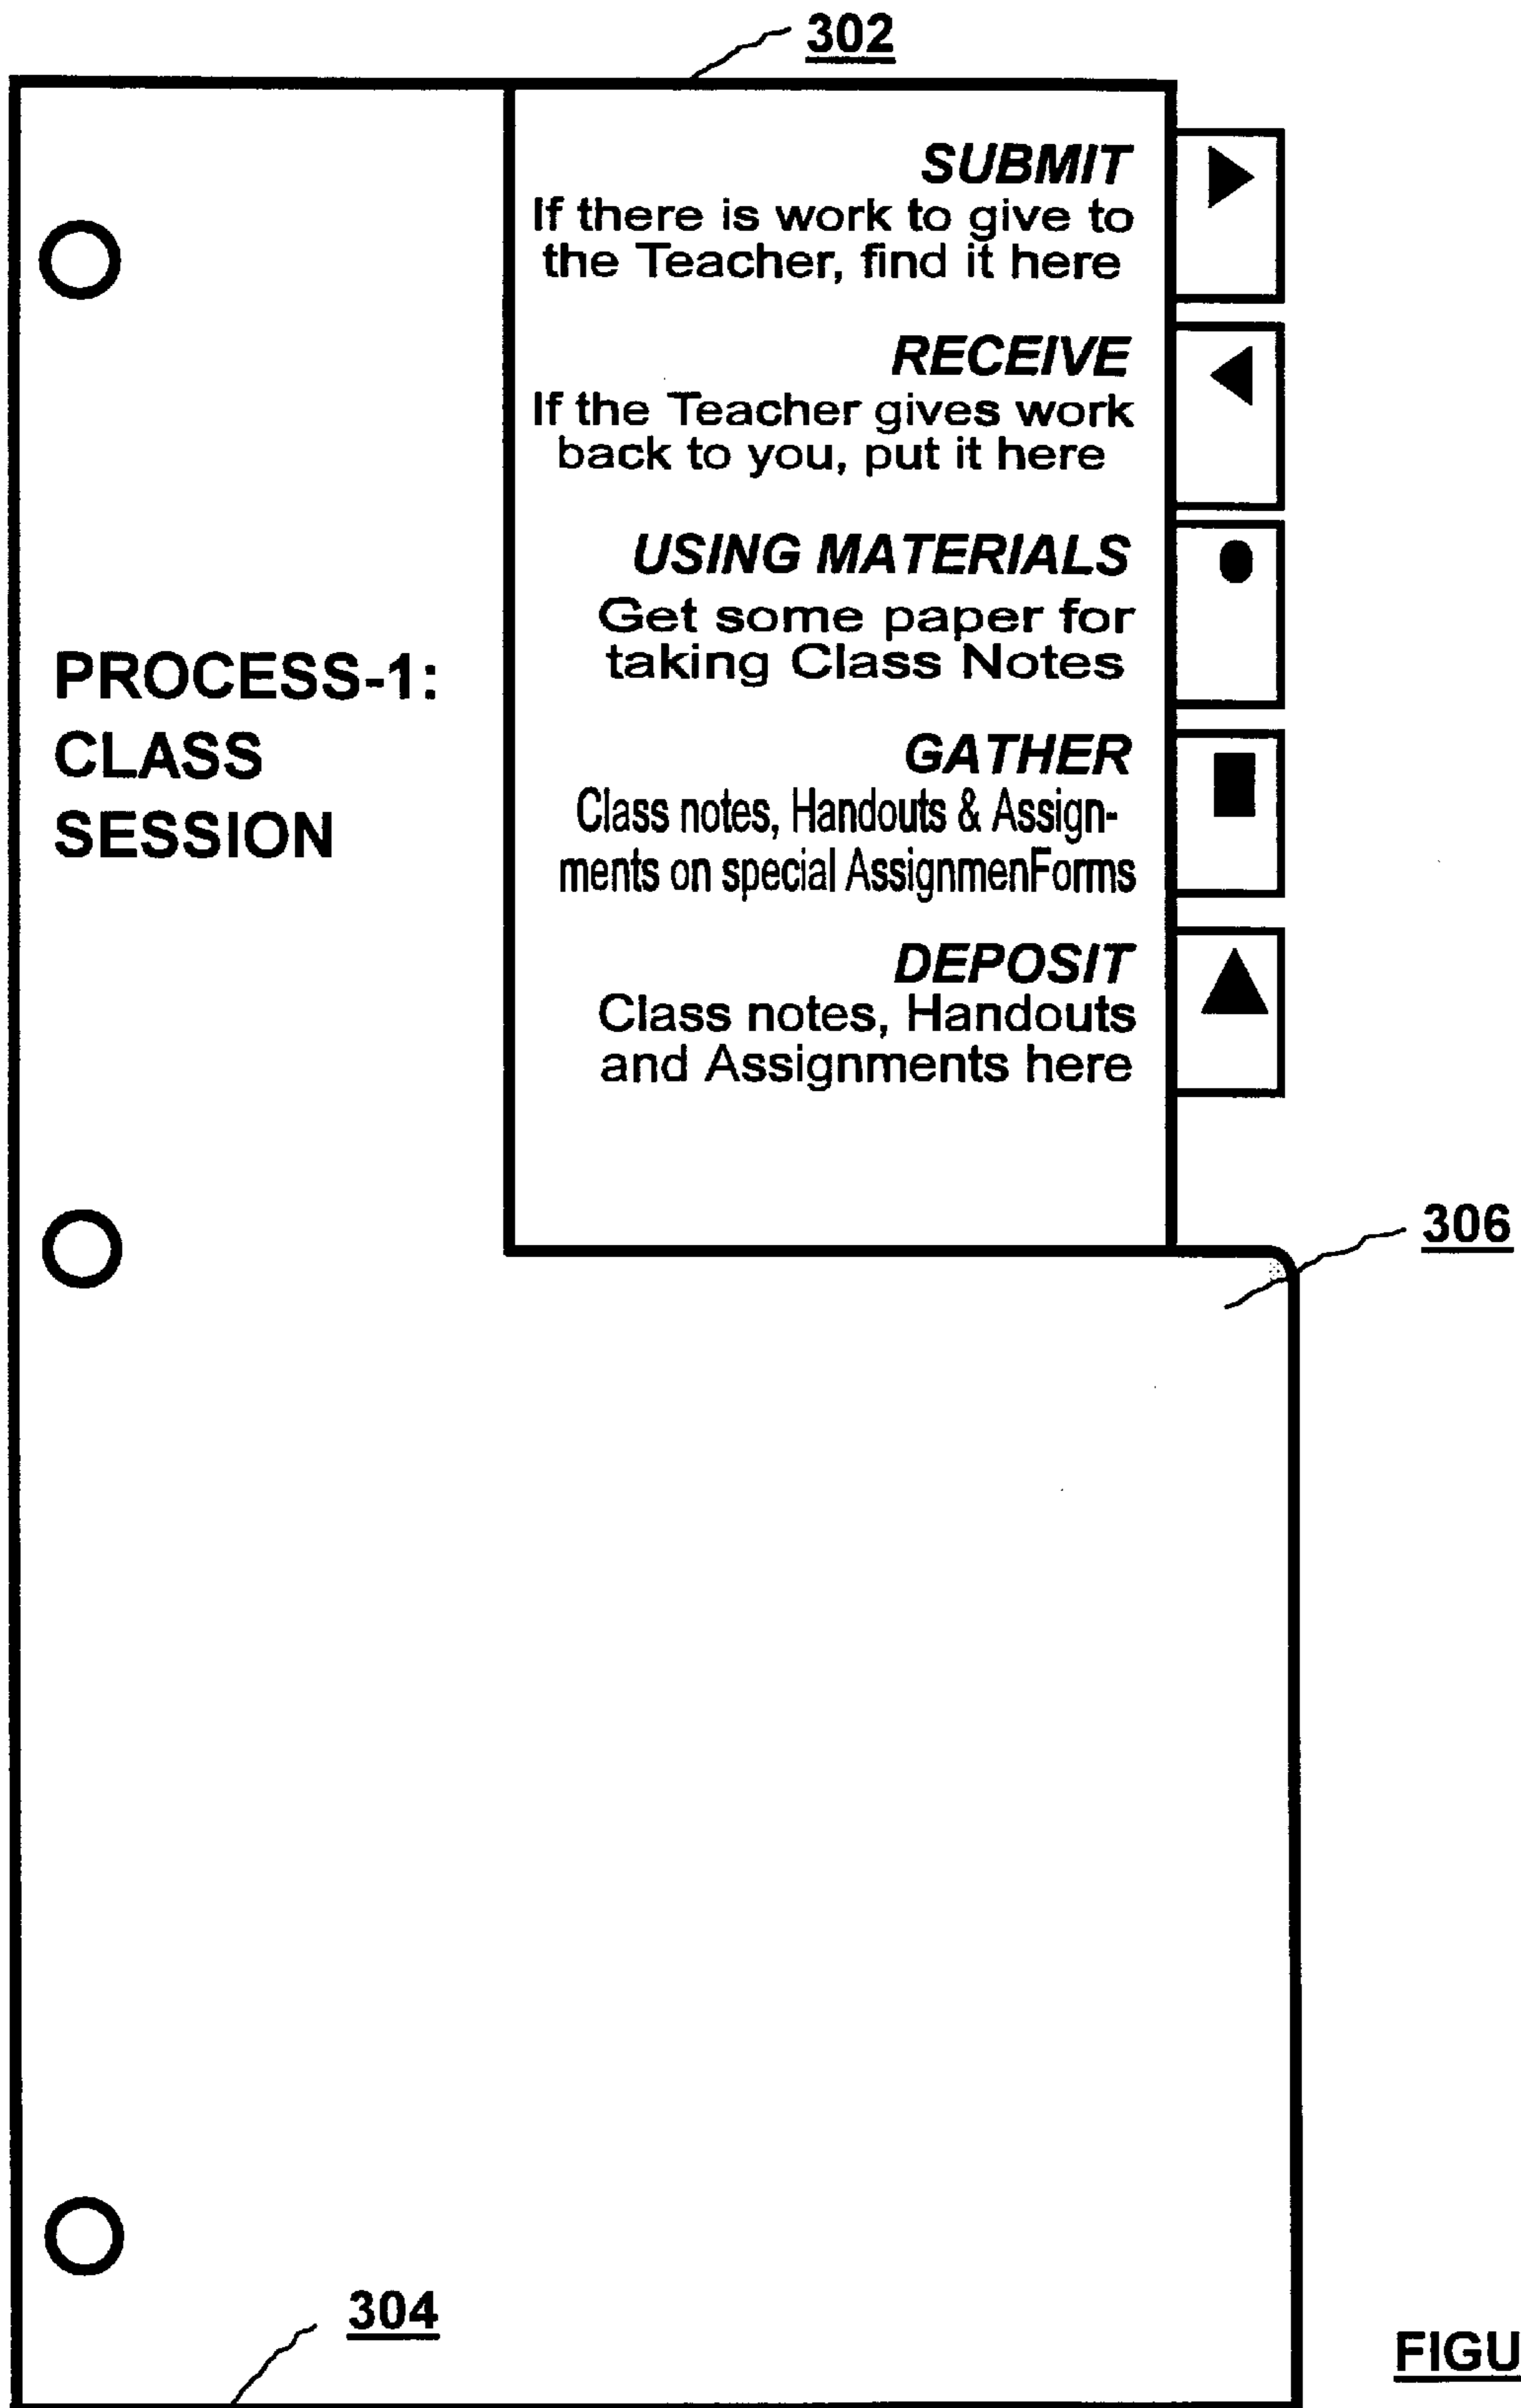 302
SUBMIT
If there is work to give to
the Teacher, find it here
RECEIVE
If the Teacher gives work
back to you, put it here
USING MATERIALS
Get some paper for
taking Class Notes
PROCESS-1:
CLASS
SESSION
GATHER
Class notes, Handouts & Assign-
ments on special AssignmenForms
DEPOSIT
Class notes, Handouts
and Assignments here
306
304
FIGU